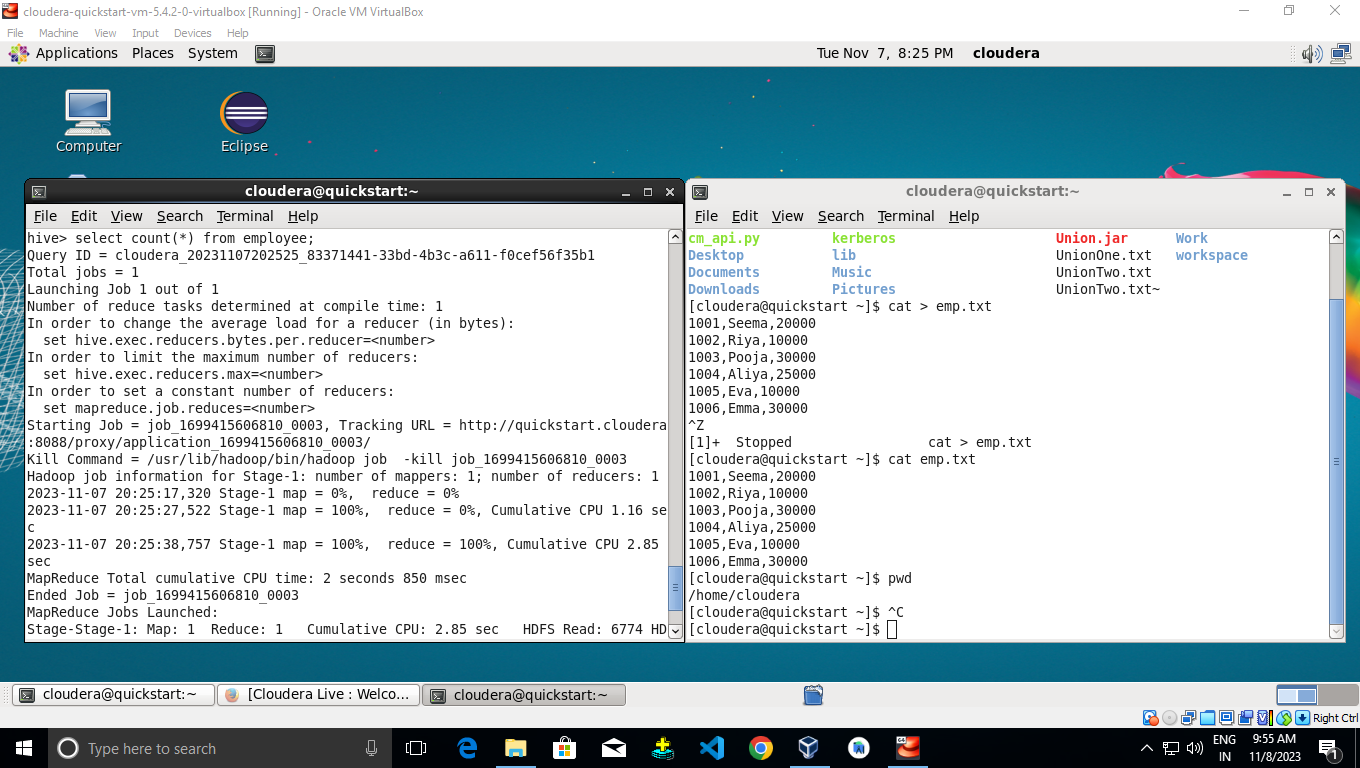 cloudera-quickstart-vm-5.4.2-0-virtualbox [Running] - Oracle VM VirtualBox
File Machine View Input Devices Help
Applications Places System Tue Nov 7, 8:25 PM cloudera
Computer Eclipse
cloudera@quickstart:~
File Edit View Search Terminal Help
hive> select count(*) from employee;
Query ID = cloudera_20231107202525_83371441-33bd-4b3c-a611-f0cef56f35b1
Total jobs = 1
Launching Job 1 out of 1
Number of reduce tasks determined at compile time: 1
In order to change the average load for a reducer (in bytes):
  set hive.exec.reducers.bytes.per.reducer=<number>
In order to limit the maximum number of reducers:
  set hive.exec.reducers.max=<number>
In order to set a constant number of reducers:
  set mapreduce.job.reduces=<number>
Starting Job = job_1699415606810_0003, Tracking URL = http://quickstart.cloudera
:8088/proxy/application_1699415606810_0003/
Kill Command = /usr/lib/hadoop/bin/hadoop job  -kill job_1699415606810_0003
Hadoop job information for Stage-1: number of mappers: 1; number of reducers: 1
2023-11-07 20:25:17,320 Stage-1 map = 0%,  reduce = 0%
2023-11-07 20:25:27,522 Stage-1 map = 100%,  reduce = 0%, Cumulative CPU 1.16 se
c
2023-11-07 20:25:38,757 Stage-1 map = 100%,  reduce = 100%, Cumulative CPU 2.85
sec
MapReduce Total cumulative CPU time: 2 seconds 850 msec
Ended Job = job_1699415606810_0003
MapReduce Jobs Launched:
Stage-Stage-1: Map: 1  Reduce: 1   Cumulative CPU: 2.85 sec   HDFS Read: 6774 HD
cloudera@quickstart:~
File Edit View Search Terminal Help
cm_api.py kerberos Union.jar Work
Desktop lib UnionOne.txt workspace
Documents Music UnionTwo.txt
Downloads Pictures UnionTwo.txt~
[cloudera@quickstart ~]$ cat > emp.txt
1001,Seema,20000
1002,Riya,10000
1003,Pooja,30000
1004,Aliya,25000
1005,Eva,10000
1006,Emma,30000
^Z
[1]+  Stopped                 cat > emp.txt
[cloudera@quickstart ~]$ cat emp.txt
1001,Seema,20000
1002,Riya,10000
1003,Pooja,30000
1004,Aliya,25000
1005,Eva,10000
1006,Emma,30000
[cloudera@quickstart ~]$ pwd
/home/cloudera
[cloudera@quickstart ~]$ ^C
[cloudera@quickstart ~]$
cloudera@quickstart:~ [Cloudera Live : Welco... cloudera@quickstart:~
Right Ctrl
Type here to search
ENG
IN
9:55 AM
11/8/2023
1